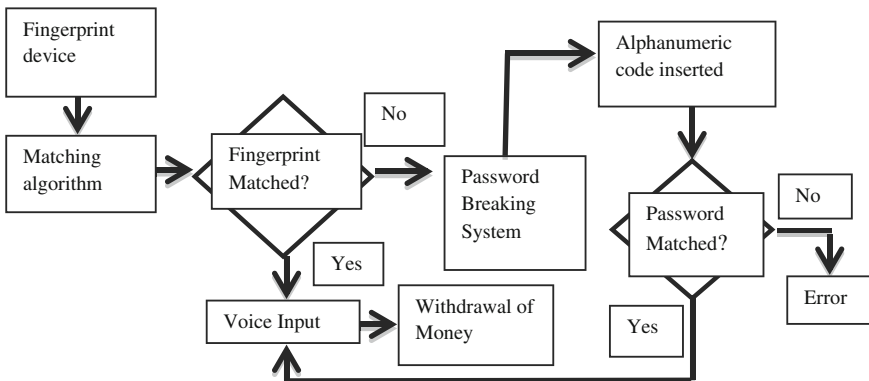 Fingerprint
device
Matching
algorithm
Fingerprint
Matched?
No
Yes
Voice Input
Withdrawal of
Money
Password
Breaking
System
Alphanumeric
code inserted
Password
Matched?
No
Error
Yes